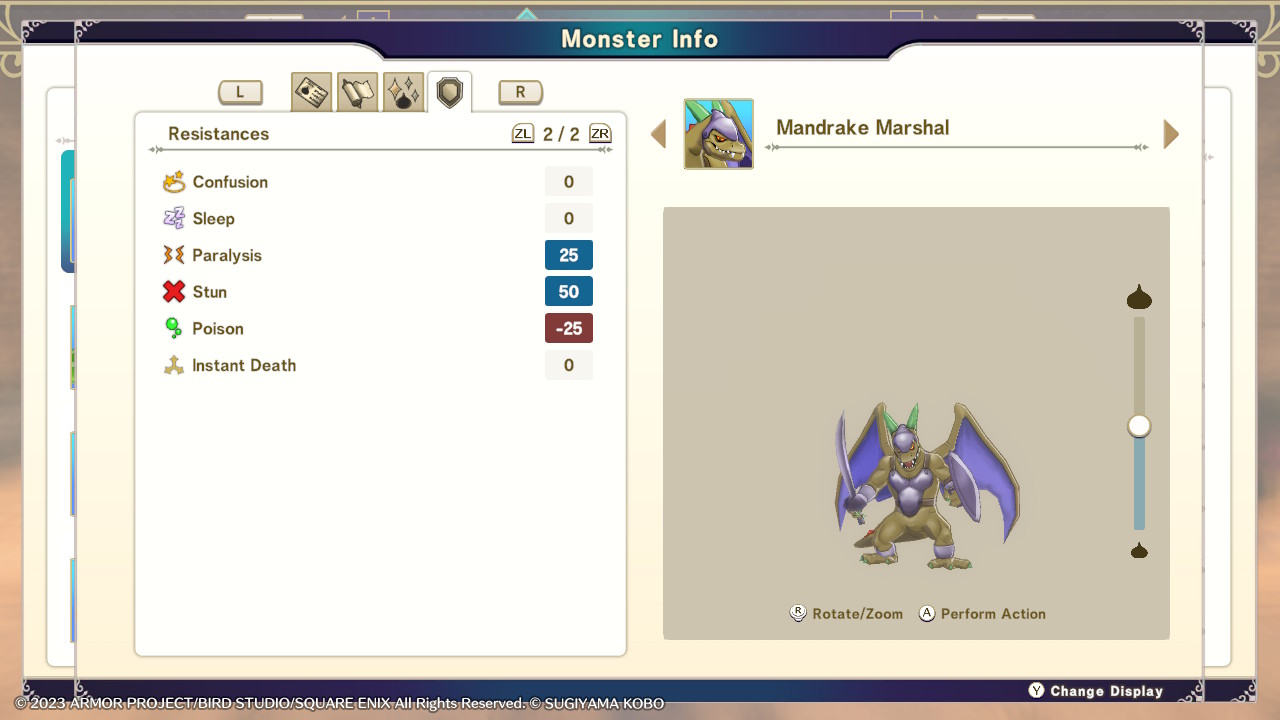 Monster Info
L
R
Resistances
ZL 2 / 2 ZR
Mandrake Marshal
Confusion 0
Sleep 0
Paralysis 25
Stun 50
Poison -25
Instant Death 0
R Rotate/Zoom A Perform Action
Y Change Display
© 2023 ARMOR PROJECT/BIRD STUDIO/SQUARE ENIX All Rights Reserved. © SUGIYAMA KOBO